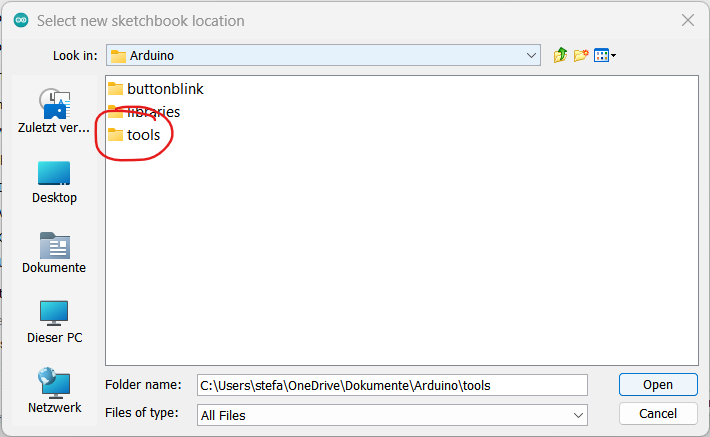 Select new sketchbook location
Look in: Arduino
buttonblink
libraries
tools
Zuletzt ver...
Desktop
Dokumente
Dieser PC
Netzwerk
Folder name: C:\Users\stefa\OneDrive\Dokumente\Arduino\tools Open
Files of type: All Files Cancel